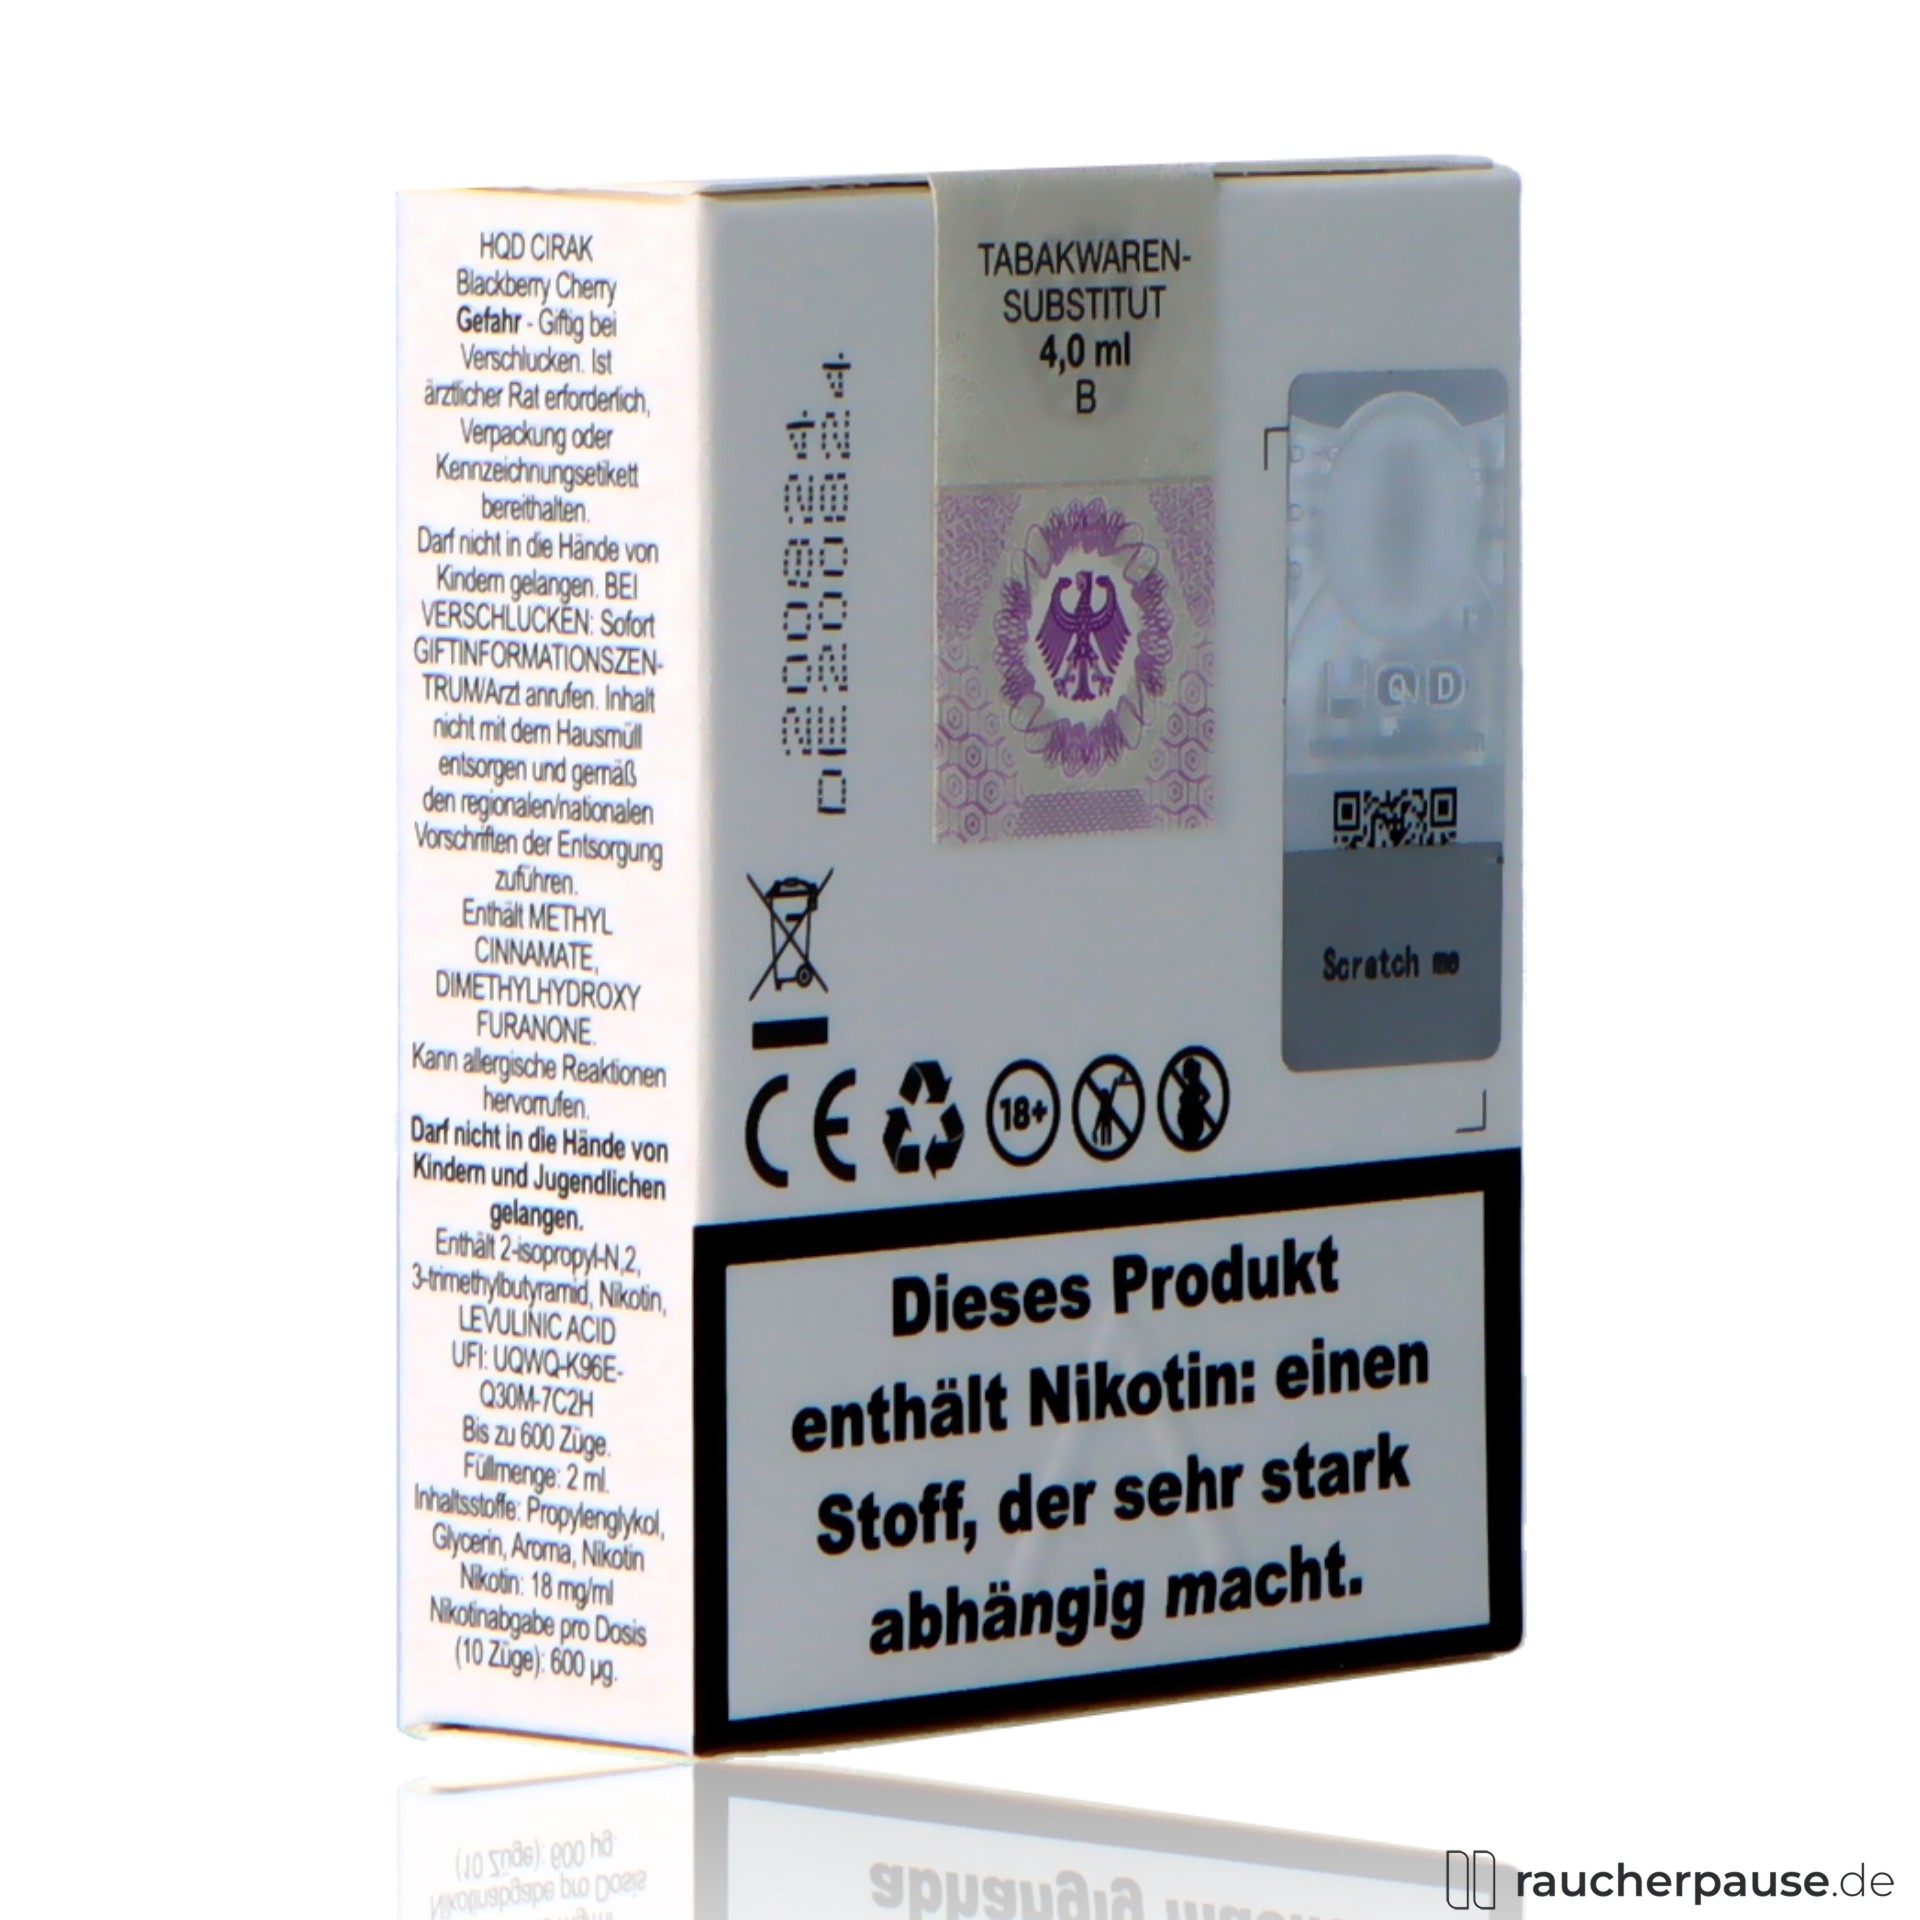 HQD CIRAK
Blackberry Cherry
Gefahr - Giftig bei
Verschlucken. Ist
ärztlicher Rat erforderlich,
Verpackung oder
Kennzeichnungsetikett
bereithalten.
Darf nicht in die Hände von
Kindern gelangen. BEI
VERSCHLUCKEN: Sofort
GIFTINFORMATIONSZEN-
TRUM/Arzt anrufen. Inhalt
nicht mit dem Hausmüll
entsorgen und gemäß
den regionalen/nationalen
Vorschriften der Entsorgung
zuführen.
Enthält METHYL
CINNAMATE,
DIMETHYLHYDROXY
FURANONE.
Kann allergische Reaktionen
hervorrufen.
Darf nicht in die Hände von
Kindern und Jugendlichen
gelangen.
Enthält 2-isopropyl-N,2,
3-trimethylbutyramid, Nikotin,
LEVULINIC ACID
UFI: UQWQ-K96E-
Q30M-7C2H
Bis zu 600 Züge.
Füllmenge: 2 ml.
Inhaltsstoffe: Propylenglykol,
Glycerin, Aroma, Nikotin
Nikotin: 18 mg/ml
Nikotinabgabe pro Dosis
(10 Züge): 600 µg.
20200824
TABAKWAREN-
SUBSTITUT
4,0 ml
B
HQD
Scratch me
CE
18+
Dieses Produkt
enthält Nikotin: einen
Stoff, der sehr stark
abhängig macht.
raucherpause.de